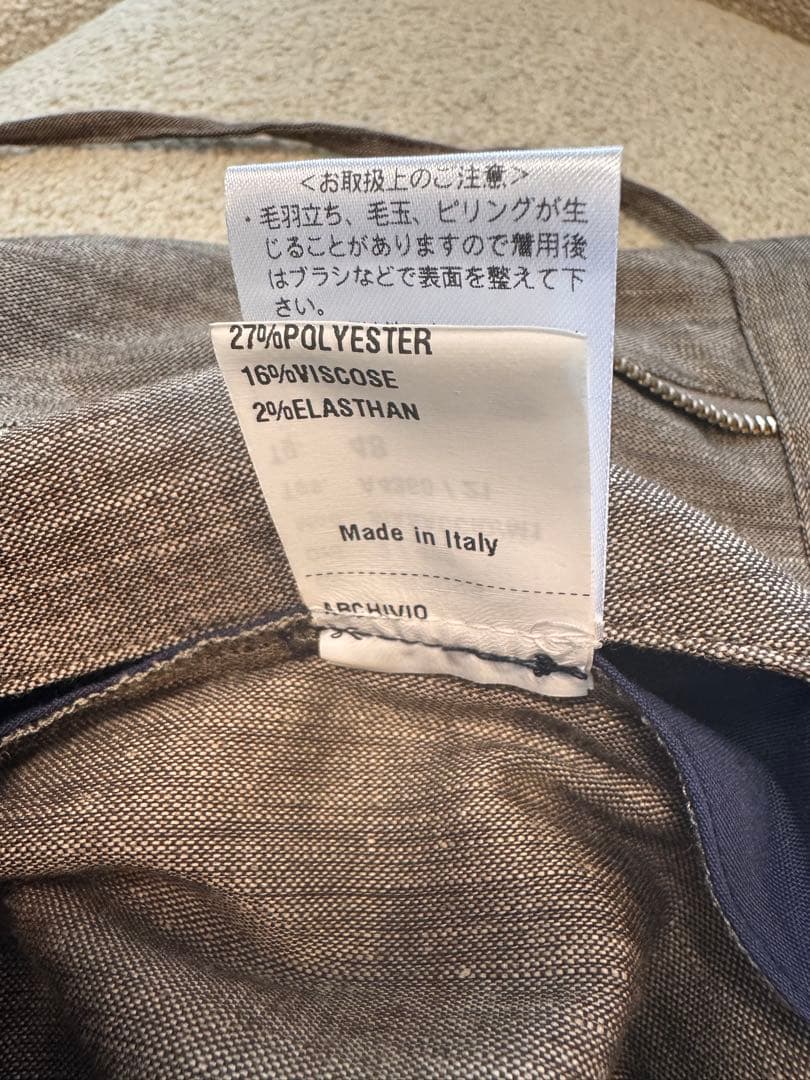 <お取扱上のご注意>
・毛羽立ち、毛玉、ピリングが生
じることがありますので着用後
はブラシなどで表面を整えて下
さい。
27%POLYESTER
16%VISCOSE
2%ELASTHAN
Made in Italy
ARCHIVIO